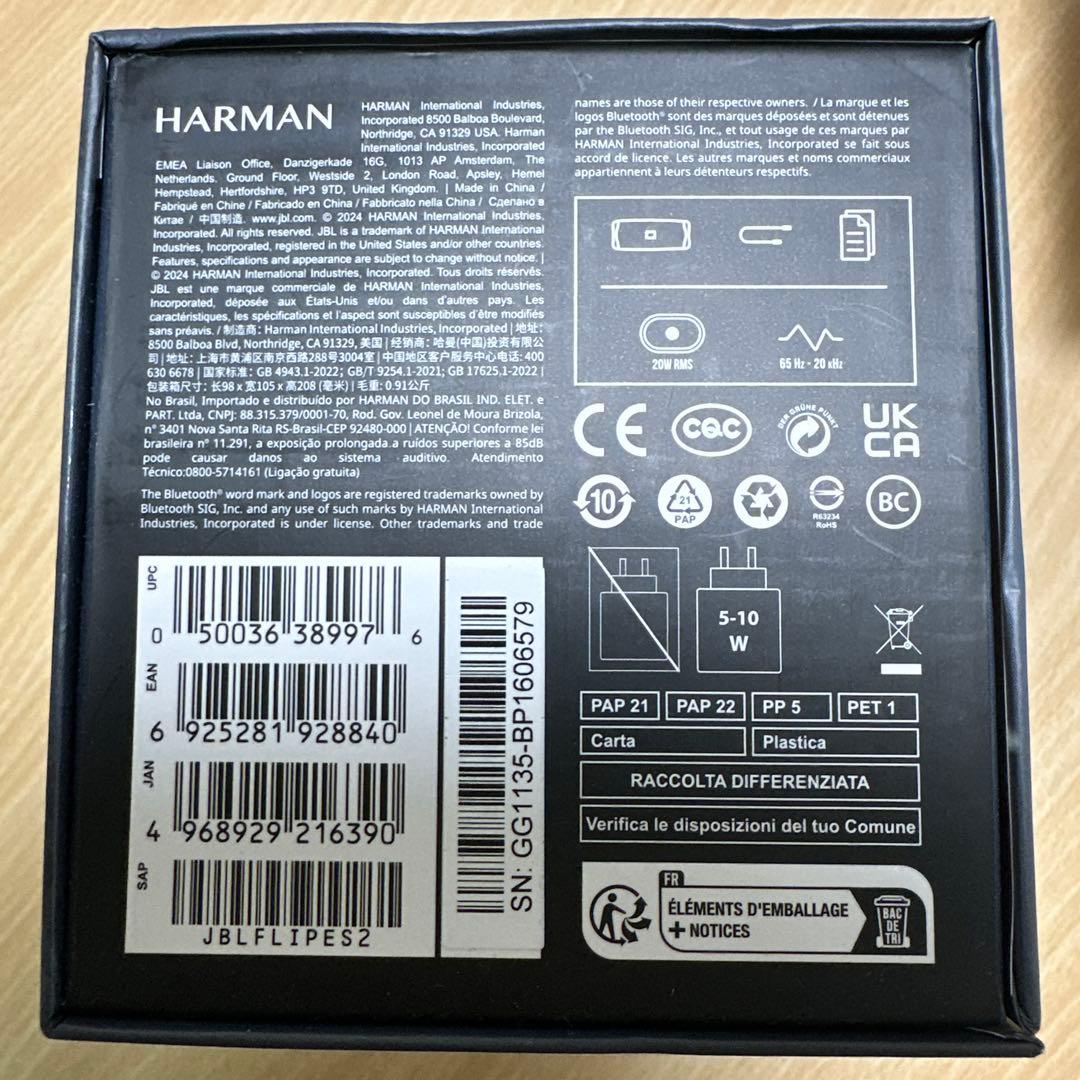 HARMAN
HARMAN International Industries,
Incorporated 8500 Balboa Boulevard,
Northridge, CA 91329 USA. Harman
International Industries, Incorporated
EMEA Liaison Office, Danzigerkade 16G, 1013 AP Amsterdam, The
Netherlands. Ground Floor, Westside 2, London Road, Apsley, Hemel
Hempstead, Hertfordshire, HP3 9TD, United Kingdom. | Made in China /
Fabriqué en Chine / Fabricado en China / Fabbricato nella China / Сделано в
Китае / 中国制造. www.jbl.com. © 2024 HARMAN International Industries,
Incorporated. All rights reserved. JBL is a trademark of HARMAN International
Industries, Incorporated, registered in the United States and/or other countries.
Features, specifications and appearance are subject to change without notice. |
© 2024 HARMAN International Industries, Incorporated. Tous droits réservés.
JBL est une marque commerciale de HARMAN International Industries,
Incorporated, déposée aux États-Unis et/ou dans d'autres pays. Les
caractéristiques, les spécifications et l'aspect sont susceptibles d'être modifiés
sans préavis. / 制造商: Harman International Industries, Incorporated | 地址:
8500 Balboa Blvd, Northridge, CA 91329, 美国 | 经销商: 哈曼(中国)投资有限公
司 | 地址: 上海市黄浦区南京西路288号3004室 | 中国地区客户服务中心电话: 400
630 6678 | 国家标准: GB 4943.1-2022; GB/T 9254.1-2021; GB 17625.1-2022 |
包装箱尺寸: 长98 x 宽105 x 高208 (毫米) | 毛重: 0.91公斤
No Brasil, Importado e distribuído por HARMAN DO BRASIL IND. ELET. e
PART. Ltda, CNPJ: 88.315.379/0001-70, Rod. Gov. Leonel de Moura Brizola,
n° 3401 Nova Santa Rita RS-Brasil-CEP 92480-000 | ATENÇÃO! Conforme lei
brasileira n° 11.291, a exposição prolongada a ruídos superiores a 85dB
pode causar danos ao sistema auditivo. Atendimento
Técnico:0800-5714161 (Ligação gratuita)
The Bluetooth® word mark and logos are registered trademarks owned by
Bluetooth SIG, Inc. and any use of such marks by HARMAN International
Industries, Incorporated is under license. Other trademarks and trade
names are those of their respective owners. / La marque et les
logos Bluetooth® sont des marques déposées et sont détenues
par the Bluetooth SIG, Inc., et tout usage de ces marques par
HARMAN International Industries, Incorporated se fait sous
accord de licence. Les autres marques et noms commerciaux
appartiennent à leurs détenteurs respectifs.
20W RMS
65 Hz - 20 kHz
CE
CQC
DER GRÜNE PUNKT
UK
CA
10
21
PAP
R63234
RoHS
BC
5-10
W
PAP 21
PAP 22
PP 5
PET 1
Carta
Plastica
RACCOLTA DIFFERENZIATA
Verifica le disposizioni del tuo Comune
FR
ÉLÉMENTS D'EMBALLAGE
+ NOTICES
BAC
DE
TRI
UPC
0 50036 38997 6
EAN
6 925281 928840
JAN
4 968929 216390
SAP
JBLFLIPES2
SN: GG1135-BP1606579